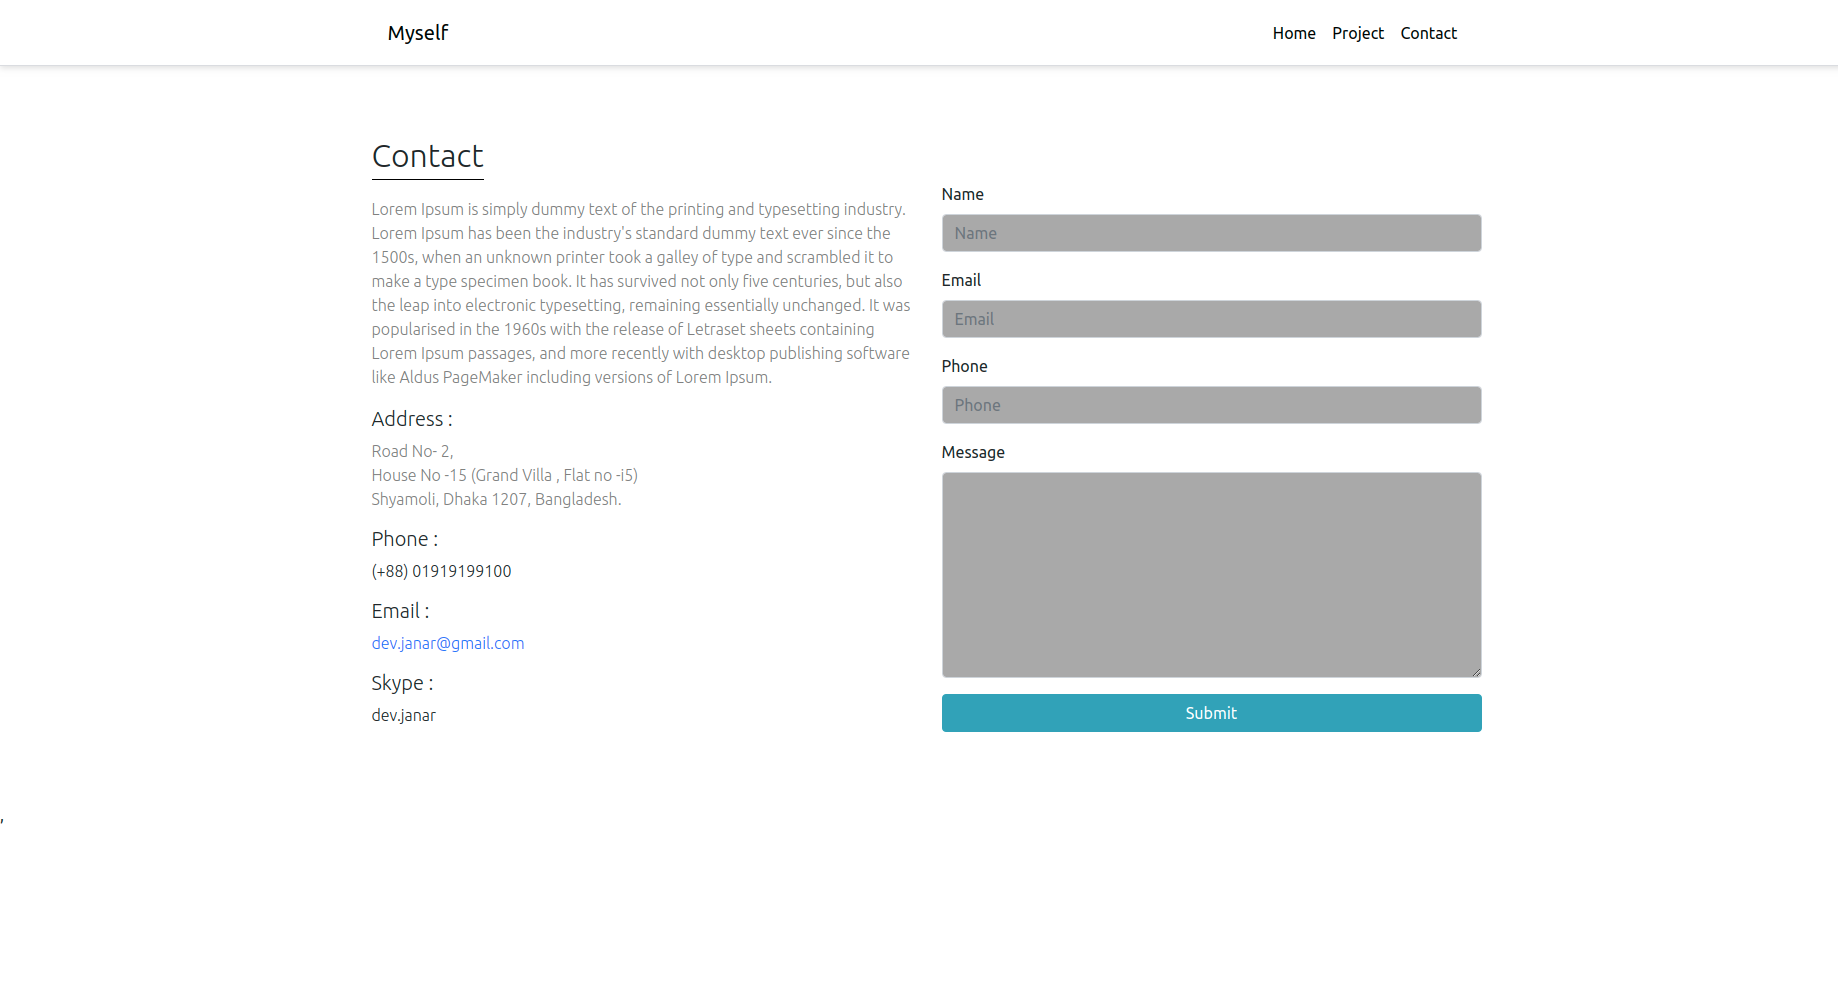 Myself
Home Project Contact
Contact
Lorem Ipsum is simply dummy text of the printing and typesetting industry.
Lorem Ipsum has been the industry's standard dummy text ever since the
1500s, when an unknown printer took a galley of type and scrambled it to
make a type specimen book. It has survived not only five centuries, but also
the leap into electronic typesetting, remaining essentially unchanged. It was
popularised in the 1960s with the release of Letraset sheets containing
Lorem Ipsum passages, and more recently with desktop publishing software
like Aldus PageMaker including versions of Lorem Ipsum.
Address :
Road No- 2,
House No -15 (Grand Villa , Flat no -i5)
Shyamoli, Dhaka 1207, Bangladesh.
Phone :
(+88) 01919199100
Email :
dev.janar@gmail.com
Skype :
dev.janar
Name
Name
Email
Email
Phone
Phone
Message
Submit
,